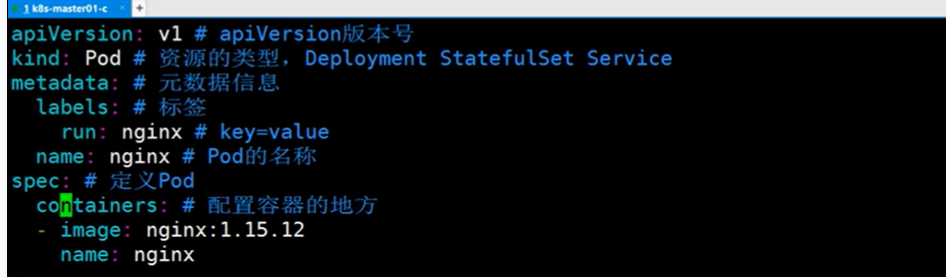 1 k8s-master01-c × +
apiVersion: v1 # apiVersion版本号
kind: Pod # 资源的类型，Deployment StatefulSet Service
metadata: # 元数据信息
  labels: # 标签
    run: nginx # key=value
  name: nginx # Pod的名称
spec: # 定义Pod
  containers: # 配置容器的地方
  - image: nginx:1.15.12
    name: nginx